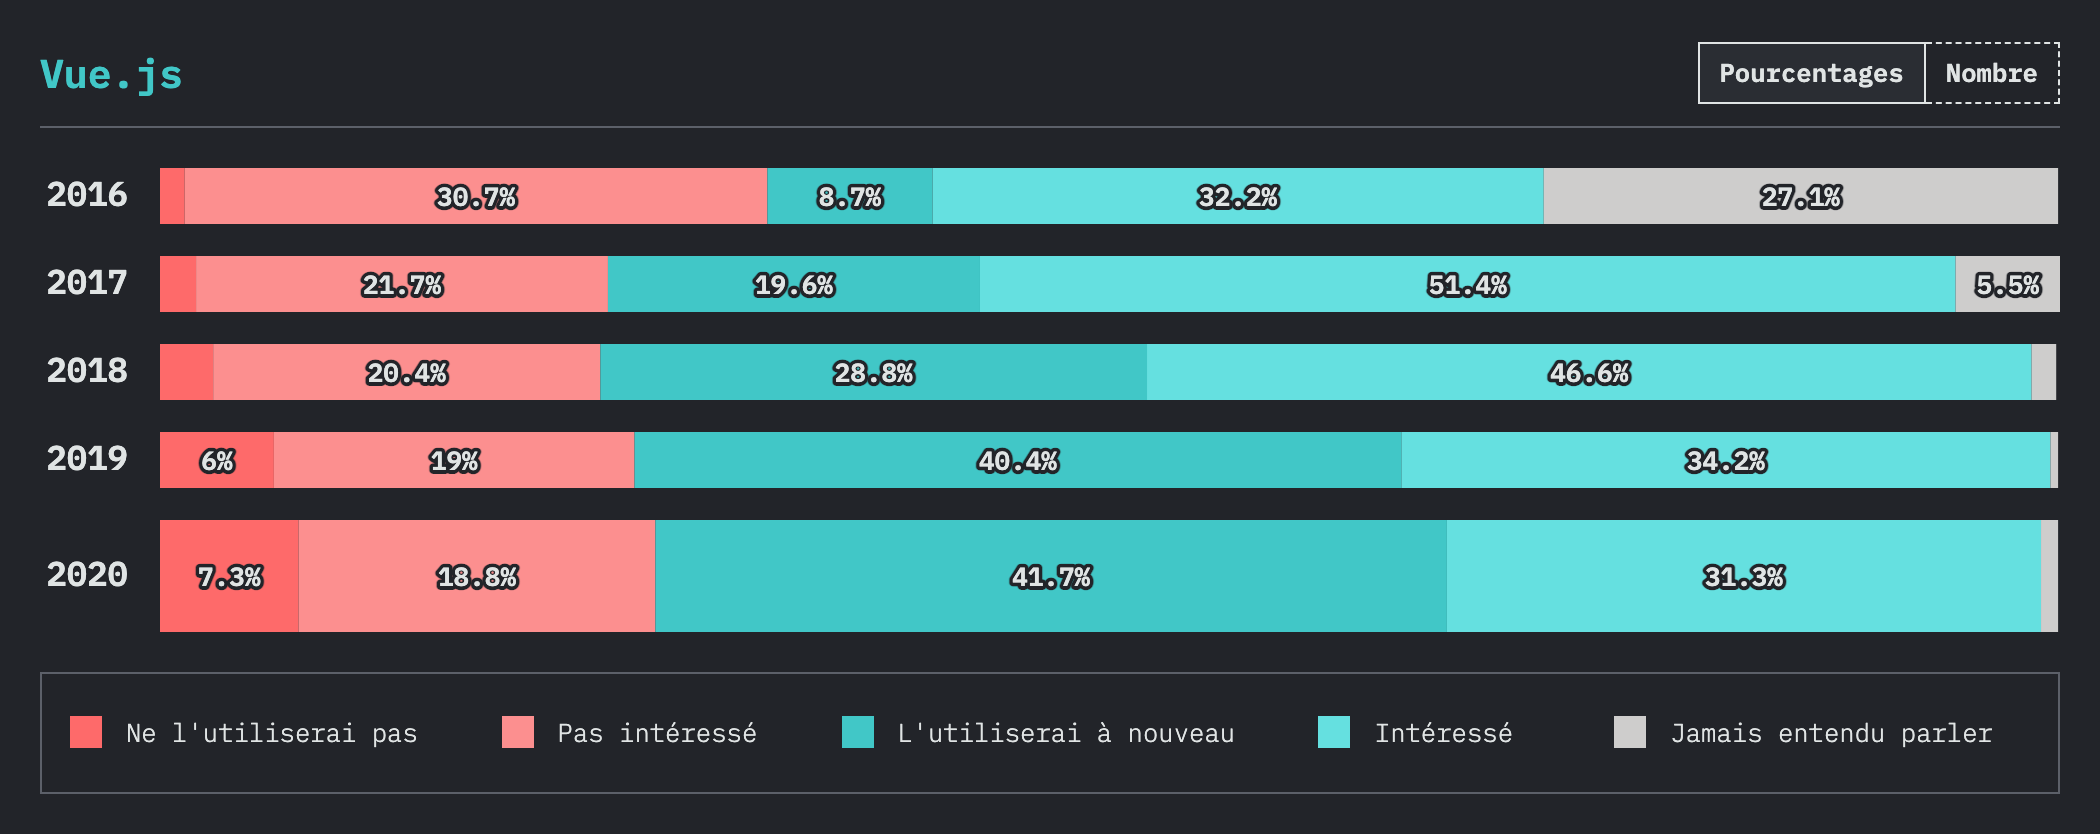 Vue.js
Pourcentages Nombre
2016 30.7% 8.7% 32.2% 27.1%
2017 21.7% 19.6% 51.4% 5.5%
2018 20.4% 28.8% 46.6%
2019 6% 19% 40.4% 34.2%
2020 7.3% 18.8% 41.7% 31.3%
Ne l'utiliserai pas Pas intéressé L'utiliserai à nouveau Intéressé Jamais entendu parler